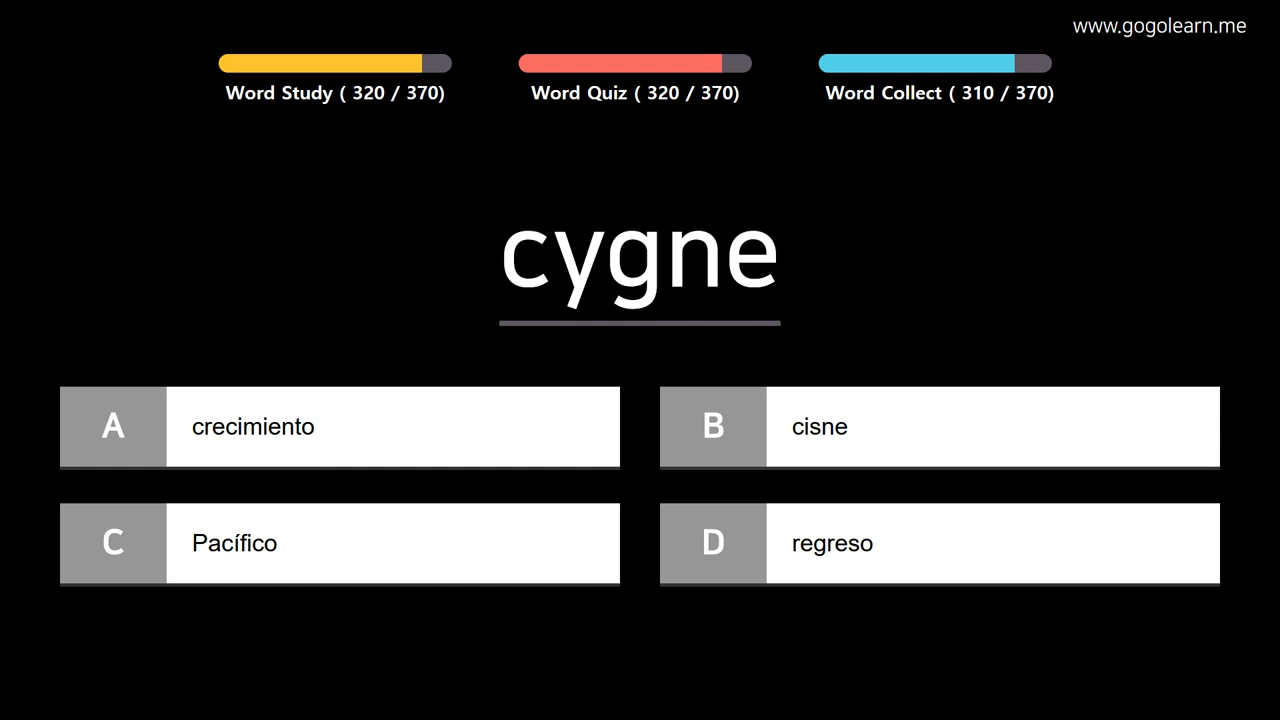 www.gogolearn.me
Word Study ( 320 / 370)
Word Quiz ( 320 / 370)
Word Collect ( 310 / 370)
cygne
A crecimiento
B cisne
C Pacífico
D regreso